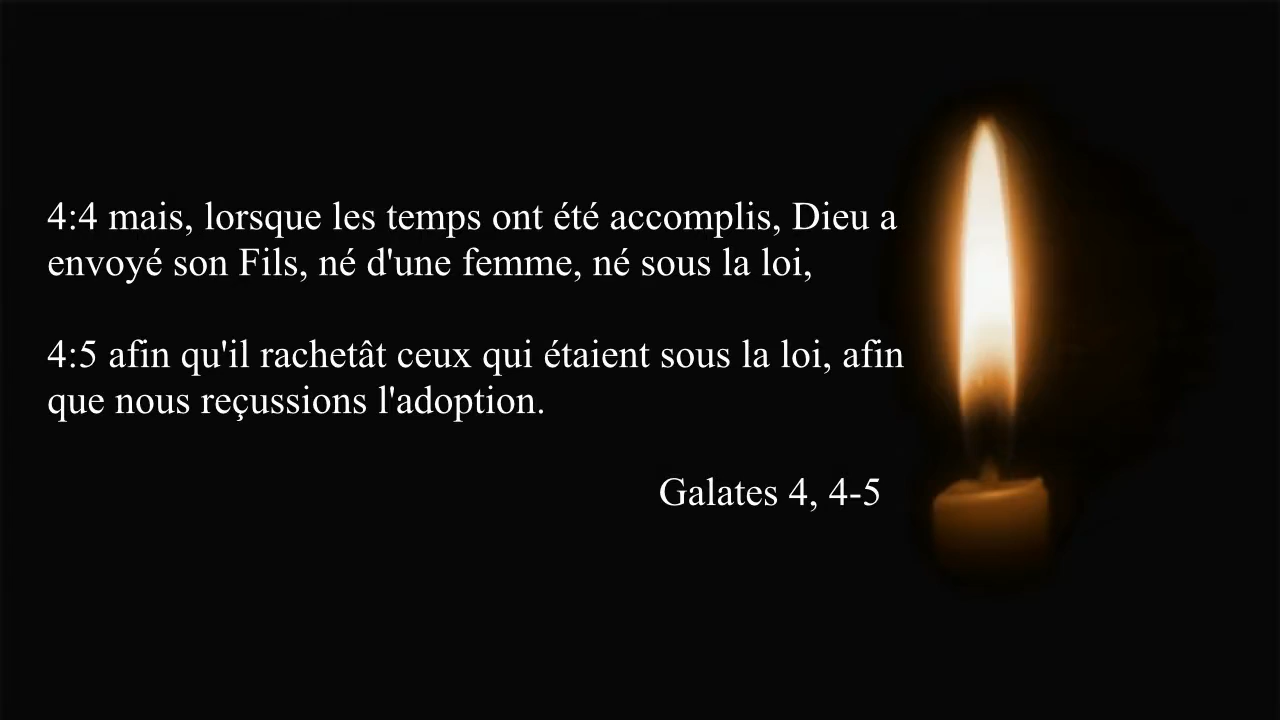 4:4 mais, lorsque les temps ont été accomplis, Dieu a
envoyé son Fils, né d'une femme, né sous la loi,
4:5 afin qu'il rachetât ceux qui étaient sous la loi, afin
que nous reçussions l'adoption.
Galates 4, 4-5